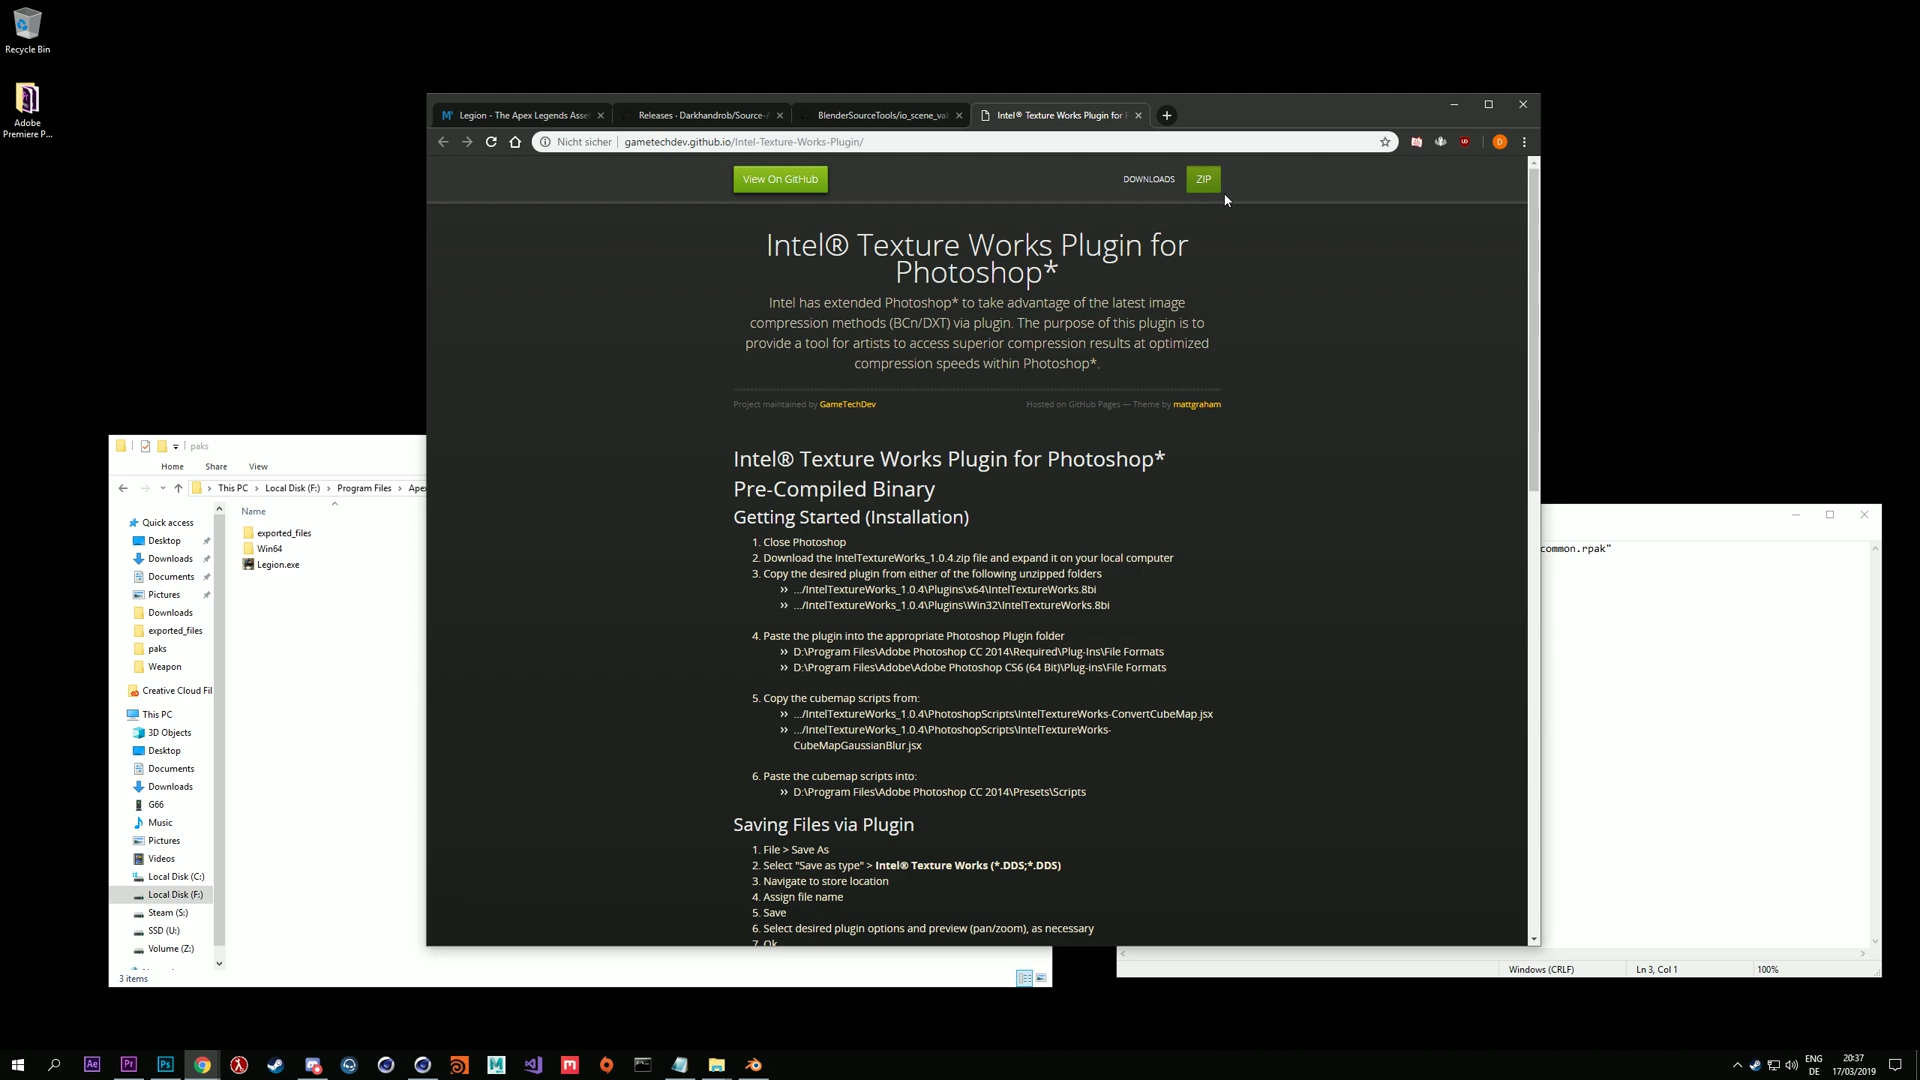 Recycle Bin
Adobe
Premiere P...
Legion - The Apex Legends Asse
Releases · Darkhandrob/Source-
BlenderSourceTools/io_scene_val
Intel® Texture Works Plugin for
Nicht sicher
gametechdev.github.io/Intel-Texture-Works-Plugin/
View On GitHub
DOWNLOADS
ZIP
Intel® Texture Works Plugin for
Photoshop*
Intel has extended Photoshop* to take advantage of the latest image
compression methods (BCn/DXT) via plugin. The purpose of this plugin is to
provide a tool for artists to access superior compression results at optimized
compression speeds within Photoshop*.
Project maintained by GameTechDev
Hosted on GitHub Pages — Theme by mattgraham
Intel® Texture Works Plugin for Photoshop*
Pre-Compiled Binary
Getting Started (Installation)
1. Close Photoshop
2. Download the IntelTextureWorks_1.0.4.zip file and expand it on your local computer
3. Copy the desired plugin from either of the following unzipped folders
» .../IntelTextureWorks_1.0.4\Plugins\x64\IntelTextureWorks.8bi
» .../IntelTextureWorks_1.0.4\Plugins\Win32\IntelTextureWorks.8bi
4. Paste the plugin into the appropriate Photoshop Plugin folder
» D:\Program Files\Adobe Photoshop CC 2014\Required\Plug-Ins\File Formats
» D:\Program Files\Adobe\Adobe Photoshop CS6 (64 Bit)\Plug-ins\File Formats
5. Copy the cubemap scripts from:
» .../IntelTextureWorks_1.0.4\PhotoshopScripts\IntelTextureWorks-ConvertCubeMap.jsx
» .../IntelTextureWorks_1.0.4\PhotoshopScripts\IntelTextureWorks-
CubeMapGaussianBlur.jsx
6. Paste the cubemap scripts into:
» D:\Program Files\Adobe Photoshop CC 2014\Presets\Scripts
Saving Files via Plugin
1. File > Save As
2. Select "Save as type" > Intel® Texture Works (*.DDS;*.DDS)
3. Navigate to store location
4. Assign file name
5. Save
6. Select desired plugin options and preview (pan/zoom), as necessary
7. Ok
paks
Home
Share
View
This PC
Local Disk (F:)
Program Files
Apex
Name
exported_files
Win64
Legion.exe
Quick access
Desktop
Downloads
Documents
Pictures
Downloads
exported_files
paks
Weapon
Creative Cloud Fil
This PC
3D Objects
Desktop
Documents
Downloads
G66
Music
Pictures
Videos
Local Disk (C:)
Local Disk (F:)
Steam (S:)
SSD (U:)
Volume (Z:)
3 items
common.rpak"
Windows (CRLF)
Ln 3, Col 1
100%
Ae
Pr
Ps
ENG
DE
20:37
17/03/2019